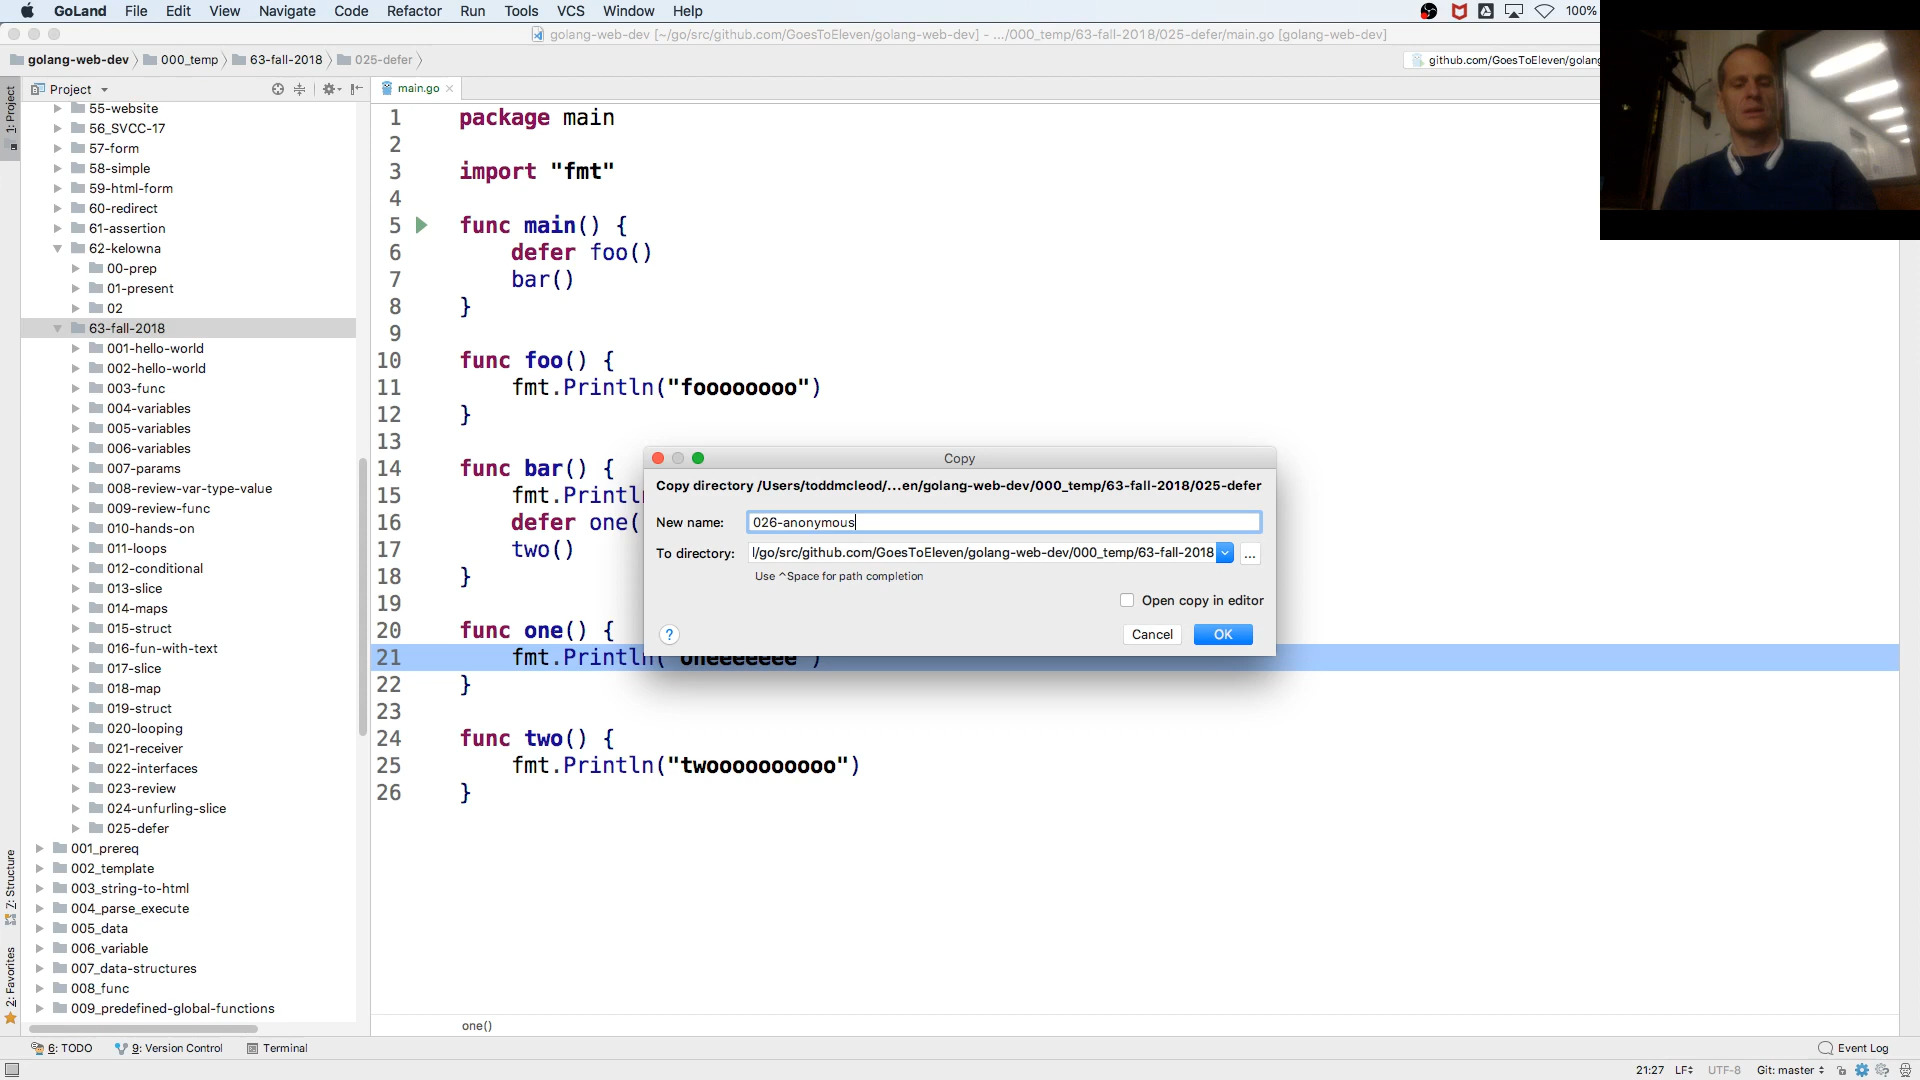 GoLand File Edit View Navigate Code Refactor Run Tools VCS Window Help 100%
golang-web-dev [~/go/src/github.com/GoesToEleven/golang-web-dev] - .../000_temp/63-fall-2018/025-defer/main.go [golang-web-dev]
golang-web-dev 000_temp 63-fall-2018 025-defer github.com/GoesToEleven/golang
Project main.go
1: Project
55-website
56_SVCC-17
57-form
58-simple
59-html-form
60-redirect
61-assertion
62-kelowna
00-prep
01-present
02
63-fall-2018
001-hello-world
002-hello-world
003-func
004-variables
005-variables
006-variables
007-params
008-review-var-type-value
009-review-func
010-hands-on
011-loops
012-conditional
013-slice
014-maps
015-struct
016-fun-with-text
017-slice
018-map
019-struct
020-looping
021-receiver
022-interfaces
023-review
024-unfurling-slice
025-defer
001_prereq
002_template
003_string-to-html
004_parse_execute
005_data
006_variable
007_data-structures
008_func
009_predefined-global-functions
7: Structure
2: Favorites
1 package main
2
3 import "fmt"
4
5 func main() {
6 defer foo()
7 bar()
8 }
9
10 func foo() {
11 fmt.Println("foooooooo")
12 }
13
14 func bar() {
15 fmt.Println
16 defer one(
17 two()
18 }
19
20 func one() {
21 fmt.Println("oneeeeeee")
22 }
23
24 func two() {
25 fmt.Println("twoooooooooo")
26 }
Copy
Copy directory /Users/toddmcleod/...en/golang-web-dev/000_temp/63-fall-2018/025-defer
New name: 026-anonymous
To directory: l/go/src/github.com/GoesToEleven/golang-web-dev/000_temp/63-fall-2018 ...
Use ^Space for path completion
Open copy in editor
? Cancel OK
one()
6: TODO 9: Version Control Terminal Event Log
21:27 LF UTF-8 Git: master